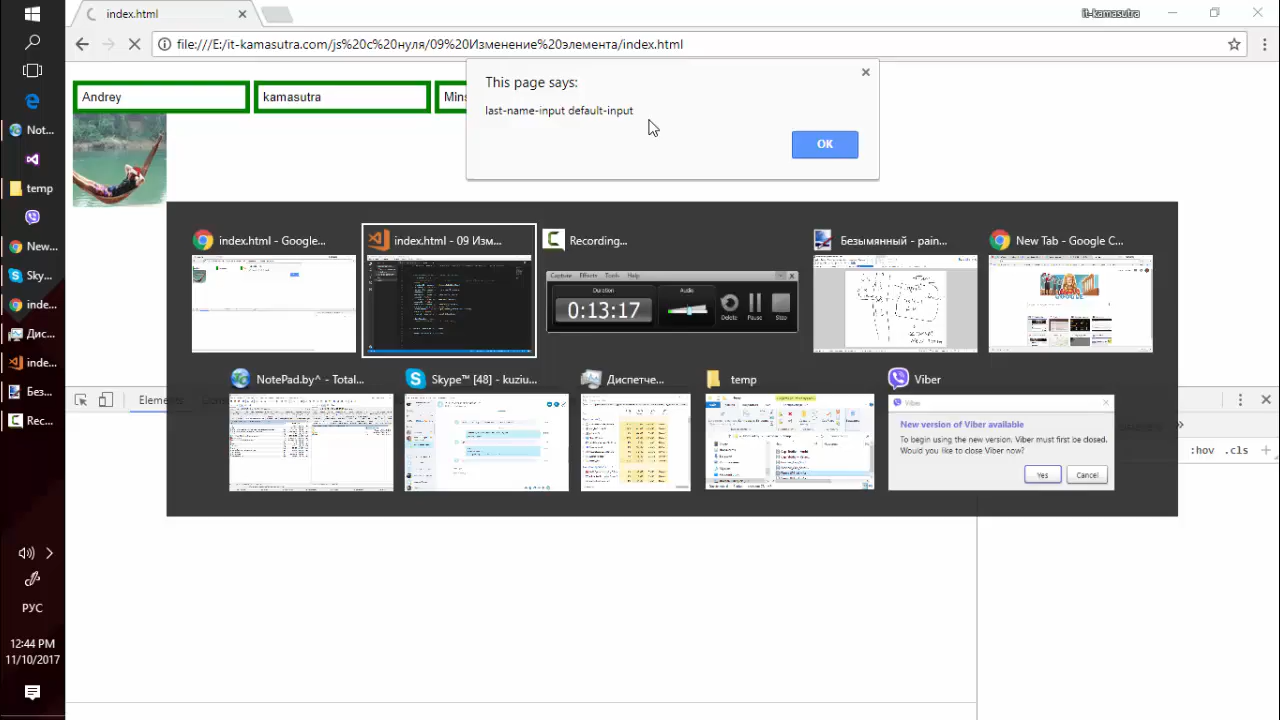 index.html
it-kamasutra
file:///E:/it-kamasutra.com/js%20с%20нуля/09%20Изменение%20элемента/index.html
Andrey
kamasutra
Mins
This page says:
last-name-input default-input
OK
Not...
temp
New...
Sky...
inde...
Дис...
inde...
Без...
Rec...
index.html - Google...
index.html - 09 Изм...
Recording...
Безымянный - pain...
New Tab - Google C...
Capture Effects Tools Help
Duration
Audio
0:13:17
Delete
Pause
Stop
NotePad.by^ - Total...
Skype™ [48] - kuziu...
Диспетче...
temp
Viber
Viber
New version of Viber available
To begin using the new version. Viber must first be closed.
Would you like to close Viber now?
Yes
Cancel
Elements
:hov .cls
РУС
12:44 PM
11/10/2017